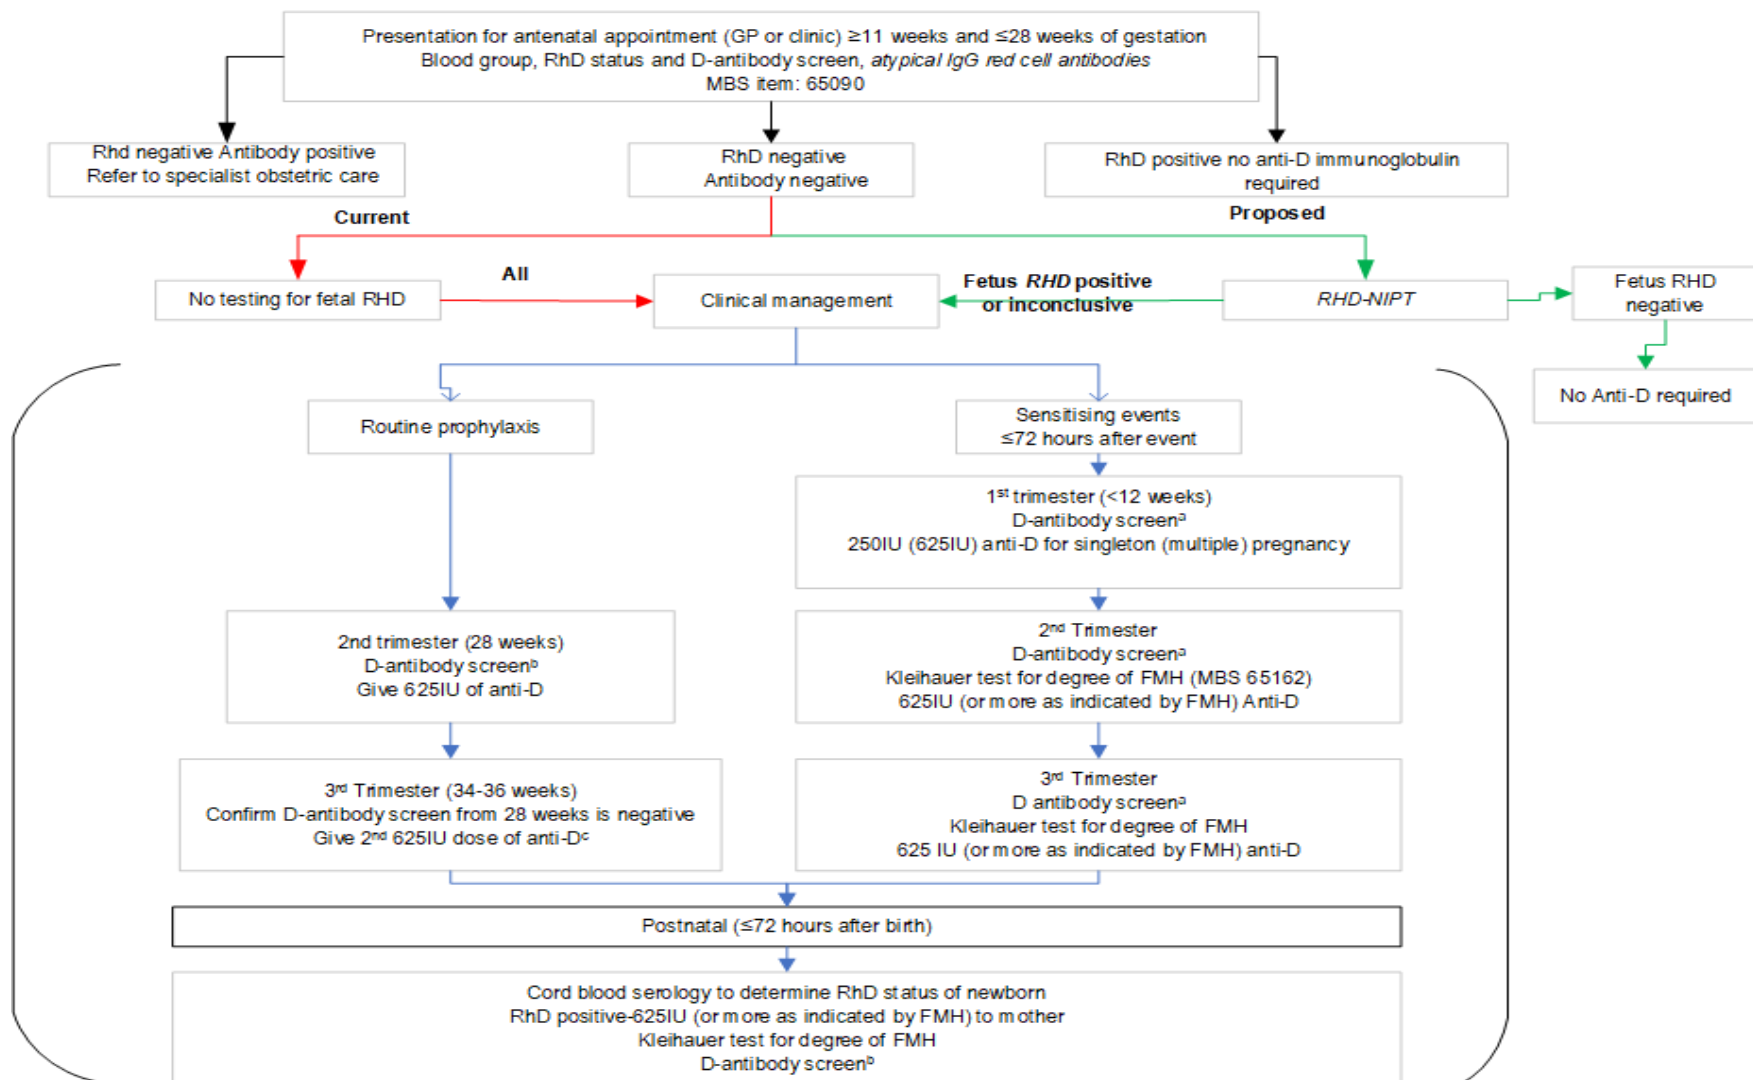 Presentation for antenatal appointment (GP or clinic) ≥11 weeks and ≤28 weeks of gestation
Blood group, RhD status and D-antibody screen, atypical IgG red cell antibodies
MBS item: 65090
Rhd negative Antibody positive
Refer to specialist obstetric care
RhD negative
Antibody negative
RhD positive no anti-D immunoglobulin
required
Current
Proposed
No testing for fetal RHD
All
Clinical management
Fetus RHD positive
or inconclusive
RHD-NIPT
Fetus RHD
negative
No Anti-D required
Routine prophylaxis
Sensitising events
≤72 hours after event
1st trimester (<12 weeks)
D-antibody screenᵃ
250IU (625IU) anti-D for singleton (multiple) pregnancy
2nd trimester (28 weeks)
D-antibody screenᵇ
Give 625IU of anti-D
2nd Trimester
D-antibody screenᵃ
Kleihauer test for degree of FMH (MBS 65162)
625IU (or more as indicated by FMH) Anti-D
3rd Trimester (34-36 weeks)
Confirm D-antibody screen from 28 weeks is negative
Give 2nd 625IU dose of anti-Dᶜ
3rd Trimester
D antibody screenᵃ
Kleihauer test for degree of FMH
625 IU (or more as indicated by FMH) anti-D
Postnatal (≤72 hours after birth)
Cord blood serology to determine RhD status of newborn
RhD positive-625IU (or more as indicated by FMH) to mother
Kleihauer test for degree of FMH
D-antibody screenᵇ